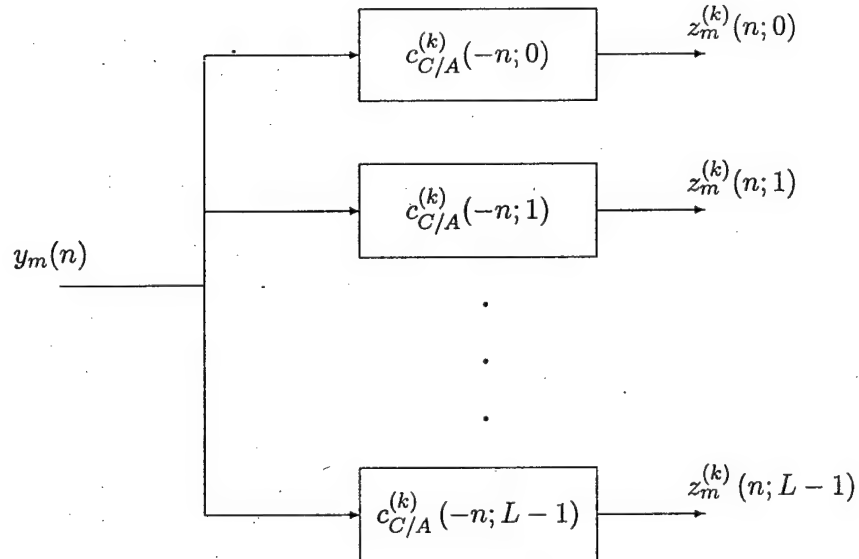 z_m^{(k)}(n;0)
c_{C/A}^{(k)}(-n;0)
z_m^{(k)}(n;1)
c_{C/A}^{(k)}(-n;1)
y_m(n)
z_m^{(k)}(n;L-1)
c_{C/A}^{(k)}(-n;L-1)